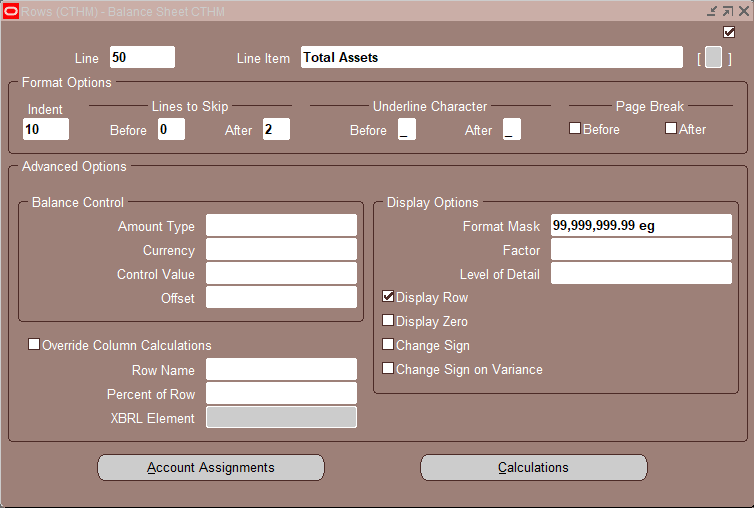 Rows (CTHM) - Balance Sheet CTHM
Line 50 Line Item Total Assets [ ]
Format Options
Indent Lines to Skip Underline Character Page Break
10 Before 0 After 2 Before _ After _ Before After
Advanced Options
Balance Control Display Options
Amount Type Format Mask 99,999,999.99 eg
Currency Factor
Control Value Level of Detail
Offset Display Row
Display Zero
Override Column Calculations Change Sign
Row Name Change Sign on Variance
Percent of Row
XBRL Element
Account Assignments Calculations